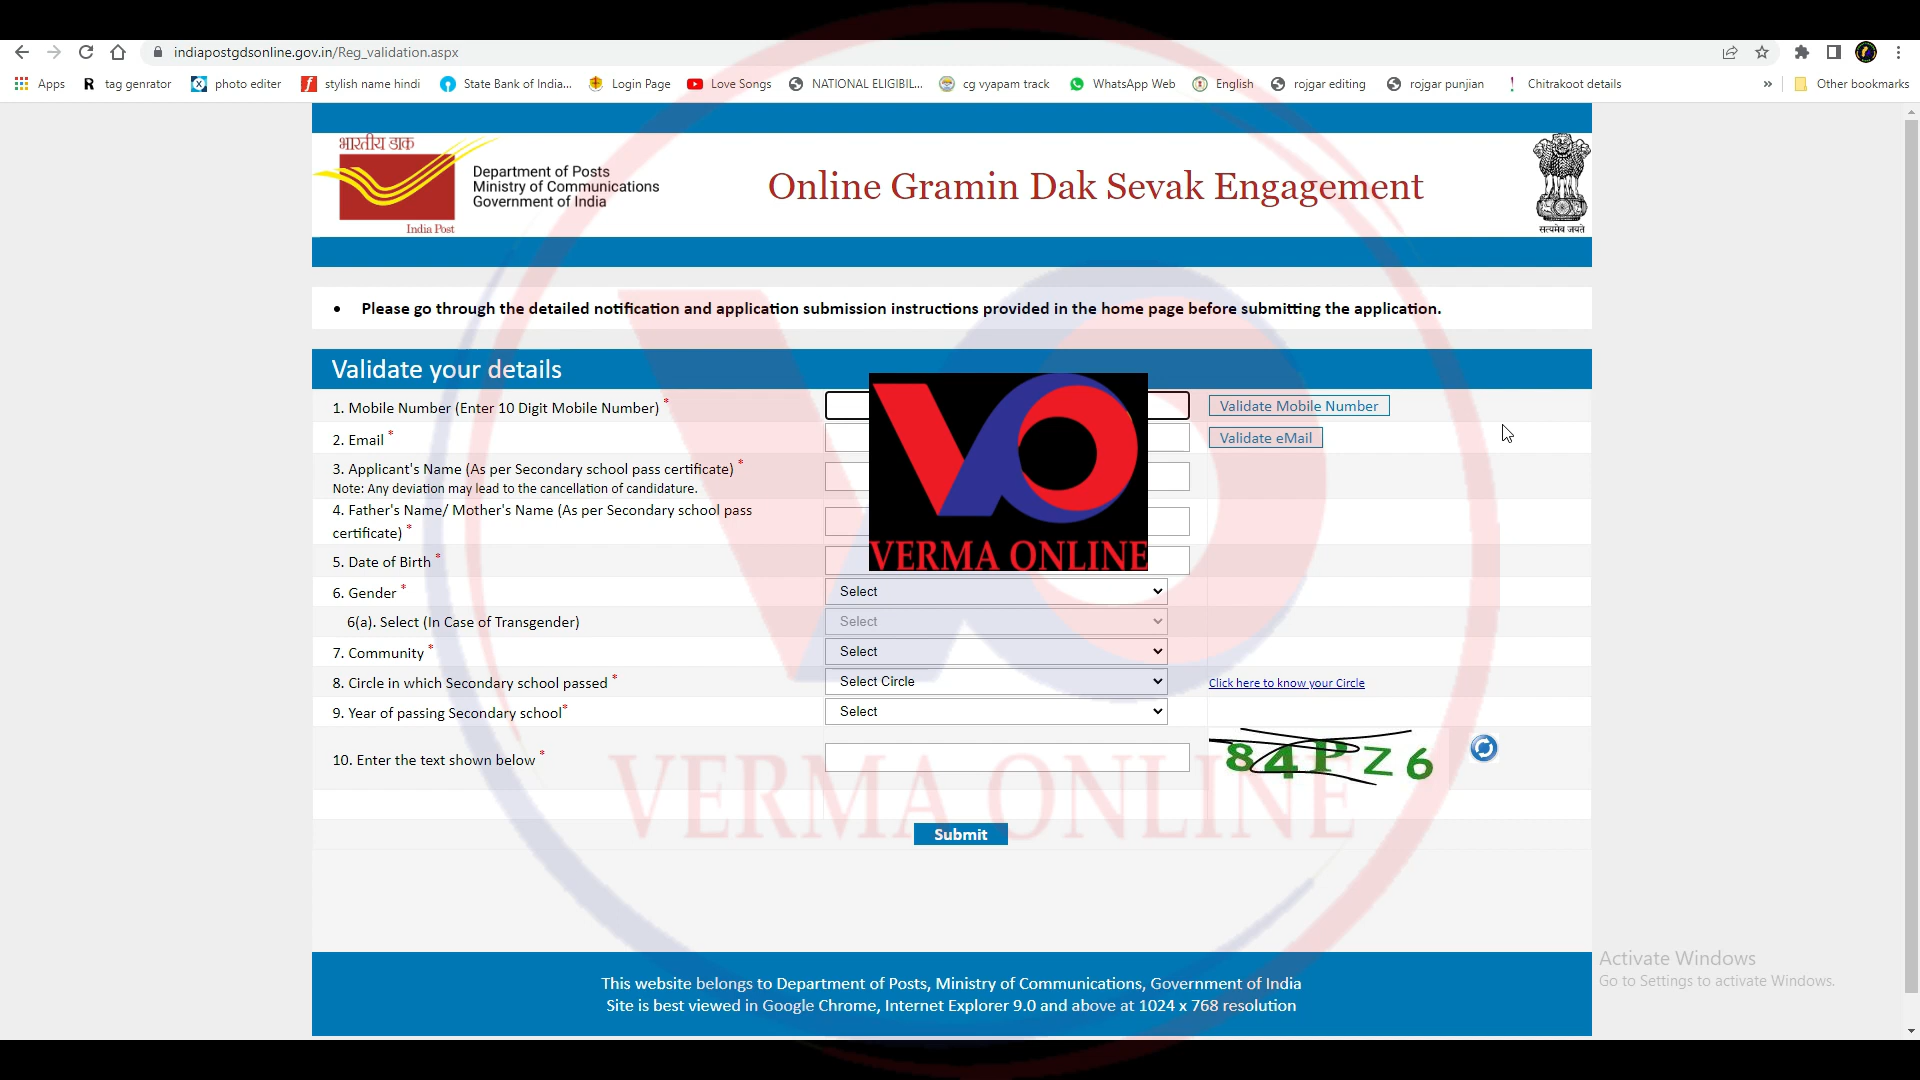 indiapostgdsonline.gov.in/Reg_validation.aspx
Apps
tag genrator
photo editer
stylish name hindi
State Bank of India...
Login Page
Love Songs
NATIONAL ELIGIBIL...
cg vyapam track
WhatsApp Web
English
rojgar editing
rojgar punjian
Chitrakoot details
»
Other bookmarks
भारतीय डाक
India Post
Department of Posts
Ministry of Communications
Government of India
Online Gramin Dak Sevak Engagement
सत्यमेव जयते
• Please go through the detailed notification and application submission instructions provided in the home page before submitting the application.
Validate your details
1. Mobile Number (Enter 10 Digit Mobile Number) *
Validate Mobile Number
2. Email *
Validate eMail
3. Applicant's Name (As per Secondary school pass certificate) *
Note: Any deviation may lead to the cancellation of candidature.
4. Father's Name/ Mother's Name (As per Secondary school pass
certificate) *
5. Date of Birth *
VERMA ONLINE
6. Gender *
Select
6(a). Select (In Case of Transgender)
Select
7. Community *
Select
8. Circle in which Secondary school passed *
Select Circle
Click here to know your Circle
9. Year of passing Secondary school*
Select
10. Enter the text shown below *
84PZ6
VERMA ONLINE
Submit
Activate Windows
Go to Settings to activate Windows.
This website belongs to Department of Posts, Ministry of Communications, Government of India
Site is best viewed in Google Chrome, Internet Explorer 9.0 and above at 1024 x 768 resolution